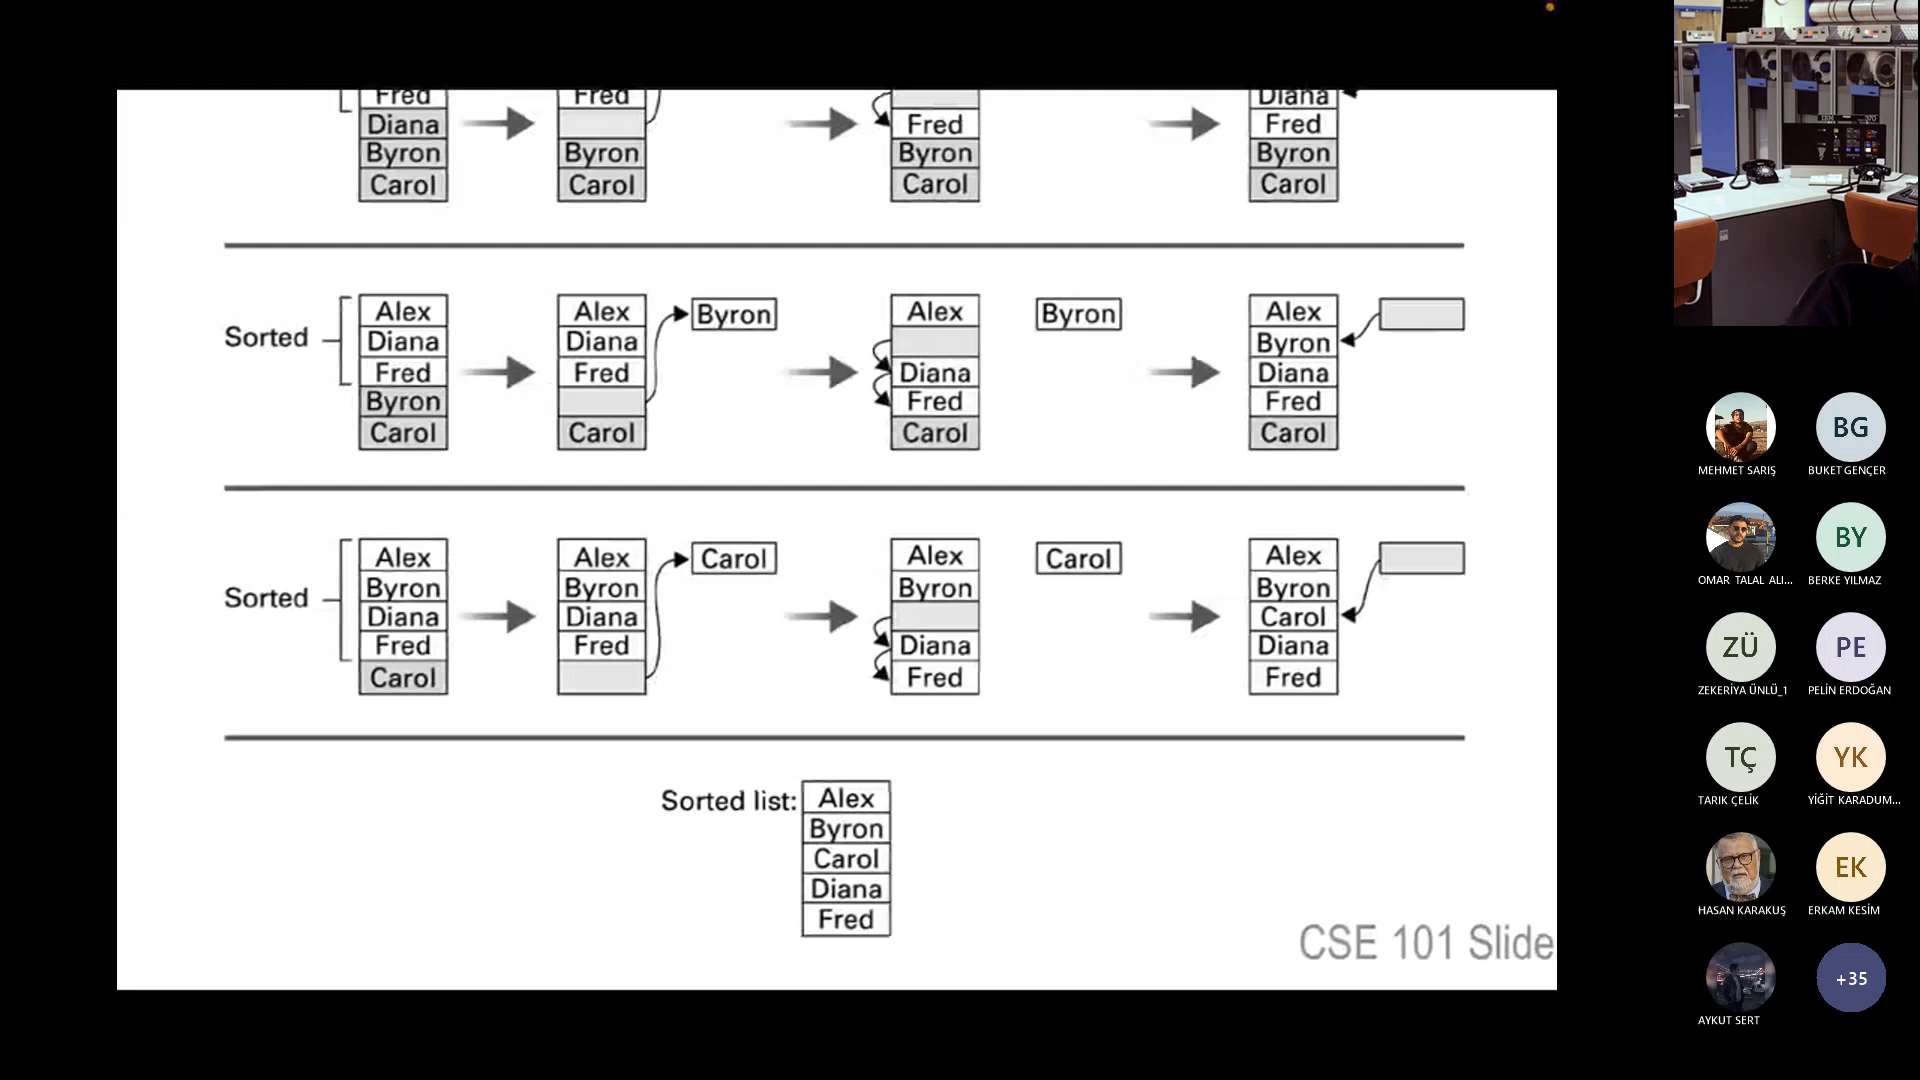 Fred
Diana
Byron
Carol
Fred
Byron
Carol
Fred
Byron
Carol
Diana
Fred
Byron
Carol
Sorted
Alex
Diana
Fred
Byron
Carol
Alex
Diana
Fred
Carol
Byron
Alex
Diana
Fred
Carol
Byron
Alex
Byron
Diana
Fred
Carol
Sorted
Alex
Byron
Diana
Fred
Carol
Alex
Byron
Diana
Fred
Carol
Alex
Byron
Diana
Fred
Carol
Alex
Byron
Carol
Diana
Fred
Sorted list:
Alex
Byron
Carol
Diana
Fred
CSE 101 Slide
MEHMET SARIŞ
BG
BUKET GENÇER
OMAR TALAL ALI...
BY
BERKE YILMAZ
ZÜ
ZEKERİYA ÜNLÜ_1
PE
PELİN ERDOĞAN
TÇ
TARIK ÇELİK
YK
YİĞİT KARADUM...
HASAN KARAKUŞ
EK
ERKAM KESİM
AYKUT SERT
+35